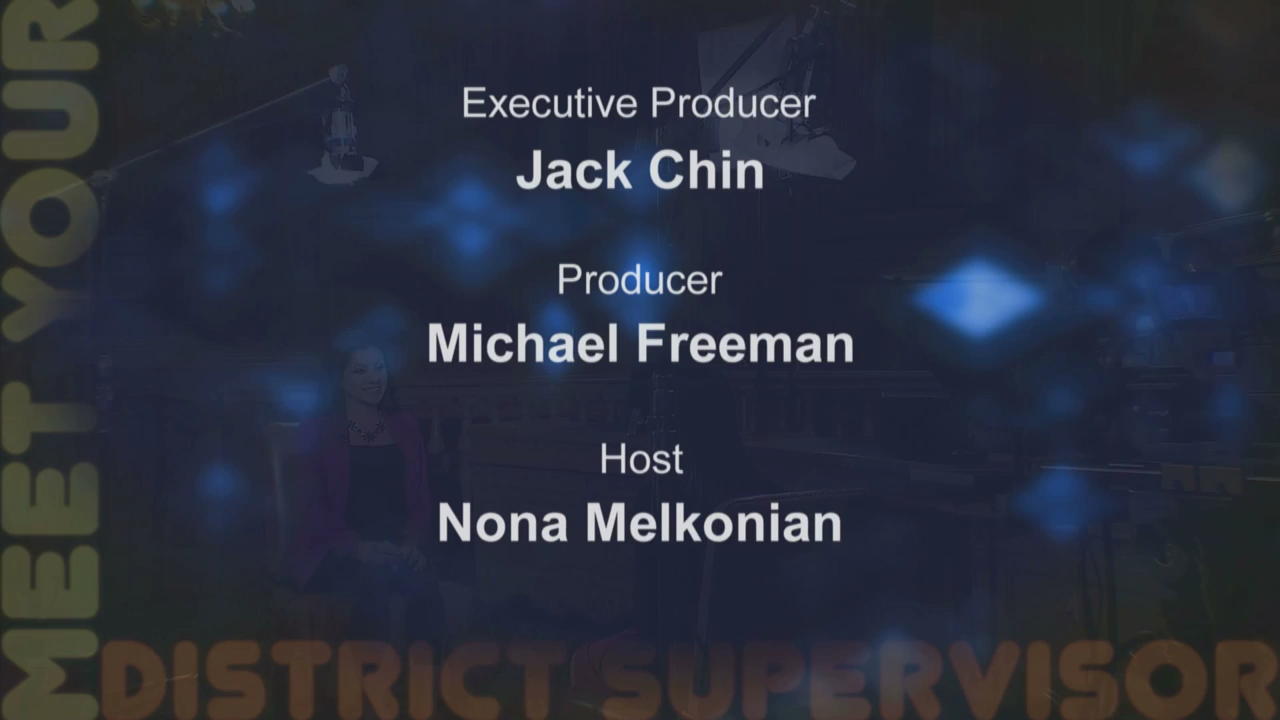 MEET YOUR
Executive Producer
Jack Chin
Producer
Michael Freeman
Host
Nona Melkonian
DISTRICT SUPERVISOR